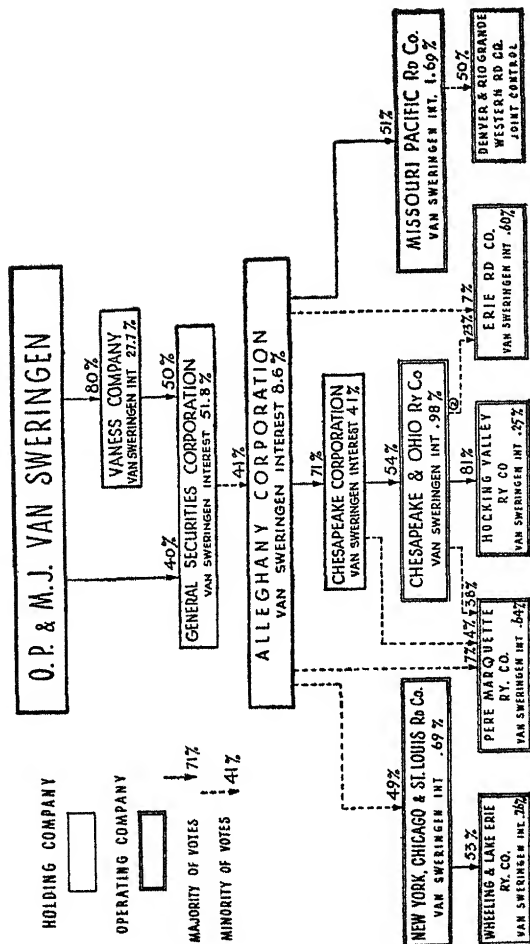 O.P. & M.J. VAN SWERINGEN
HOLDING COMPANY
OPERATING COMPANY
MAJORITY OF VOTES 71%
MINORITY OF VOTES 41%
80%
VANESS COMPANY
VAN SWERINGEN INT 27.7%
40%
50%
GENERAL SECURITIES CORPORATION
VAN SWERINGEN INTEREST 51.8%
41%
ALLEGHANY CORPORATION
VAN SWERINGEN INTEREST 8.6%
71%
CHESAPEAKE CORPORATION
VAN SWERINGEN INTEREST 4.1%
51%
MISSOURI PACIFIC RD CO.
VAN SWERINGEN INT. 1.69%
54%
CHESAPEAKE & OHIO RY CO
VAN SWERINGEN INT .98%
49%
NEW YORK, CHICAGO & ST. LOUIS RD CO.
VAN SWERINGEN INT .69%
53%
7%
4%
38%
81%
23%
7%
50%
WHEELING & LAKE ERIE
RY. CO.
VAN SWERINGEN INT .26%
PERE MARQUETTE
RY. CO.
VAN SWERINGEN INT .64%
HOCKING VALLEY
RY CO
VAN SWERINGEN INT .25%
ERIE RD CO.
VAN SWERINGEN INT .60%
DENVER & RIO GRANDE
WESTERN RD CO.
JOINT CONTROL